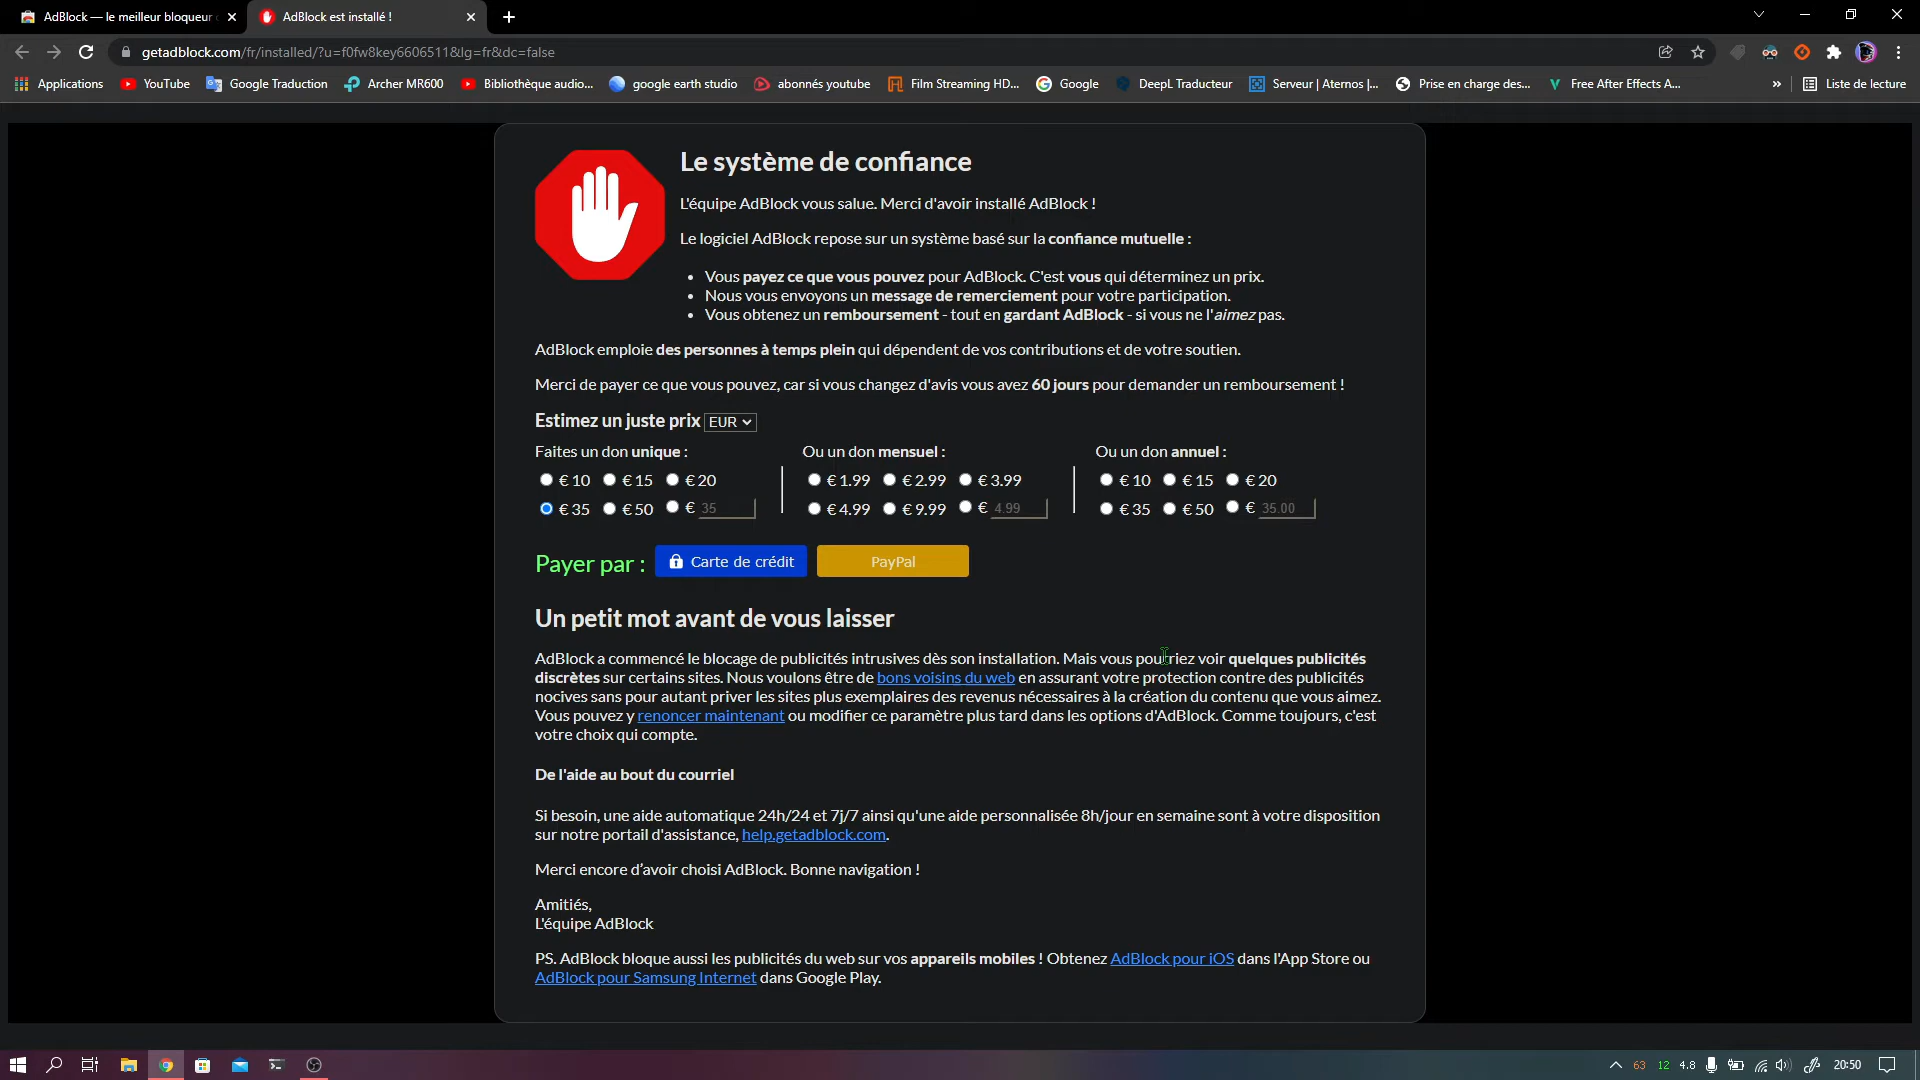 AdBlock — le meilleur bloqueur
AdBlock est installé !
getadblock.com/fr/installed/?u=f0fw8key6606511&lg=fr&dc=false
Applications YouTube Google Traduction Archer MR600 Bibliothèque audio... google earth studio abonnés youtube Film Streaming HD... Google DeepL Traducteur Serveur | Aternos |... Prise en charge des... Free After Effects A... » Liste de lecture
Le système de confiance
L'équipe AdBlock vous salue. Merci d'avoir installé AdBlock !
Le logiciel AdBlock repose sur un système basé sur la confiance mutuelle :
• Vous payez ce que vous pouvez pour AdBlock. C'est vous qui déterminez un prix.
• Nous vous envoyons un message de remerciement pour votre participation.
• Vous obtenez un remboursement - tout en gardant AdBlock - si vous ne l'aimez pas.
AdBlock emploie des personnes à temps plein qui dépendent de vos contributions et de votre soutien.
Merci de payer ce que vous pouvez, car si vous changez d'avis vous avez 60 jours pour demander un remboursement !
Estimez un juste prix EUR
Faites un don unique : Ou un don mensuel : Ou un don annuel :
€ 10 € 15 € 20 € 1.99 € 2.99 € 3.99 € 10 € 15 € 20
€ 35 € 50 € 35 € 4.99 € 9.99 € 4.99 € 35 € 50 € 35.00
Payer par : Carte de crédit PayPal
Un petit mot avant de vous laisser
AdBlock a commencé le blocage de publicités intrusives dès son installation. Mais vous pourriez voir quelques publicités
discrètes sur certains sites. Nous voulons être de bons voisins du web en assurant votre protection contre des publicités
nocives sans pour autant priver les sites plus exemplaires des revenus nécessaires à la création du contenu que vous aimez.
Vous pouvez y renoncer maintenant ou modifier ce paramètre plus tard dans les options d'AdBlock. Comme toujours, c'est
votre choix qui compte.
De l'aide au bout du courriel
Si besoin, une aide automatique 24h/24 et 7j/7 ainsi qu'une aide personnalisée 8h/jour en semaine sont à votre disposition
sur notre portail d'assistance, help.getadblock.com.
Merci encore d’avoir choisi AdBlock. Bonne navigation !
Amitiés,
L'équipe AdBlock
PS. AdBlock bloque aussi les publicités du web sur vos appareils mobiles ! Obtenez AdBlock pour iOS dans l'App Store ou
AdBlock pour Samsung Internet dans Google Play.
63 12 4.8 20:50